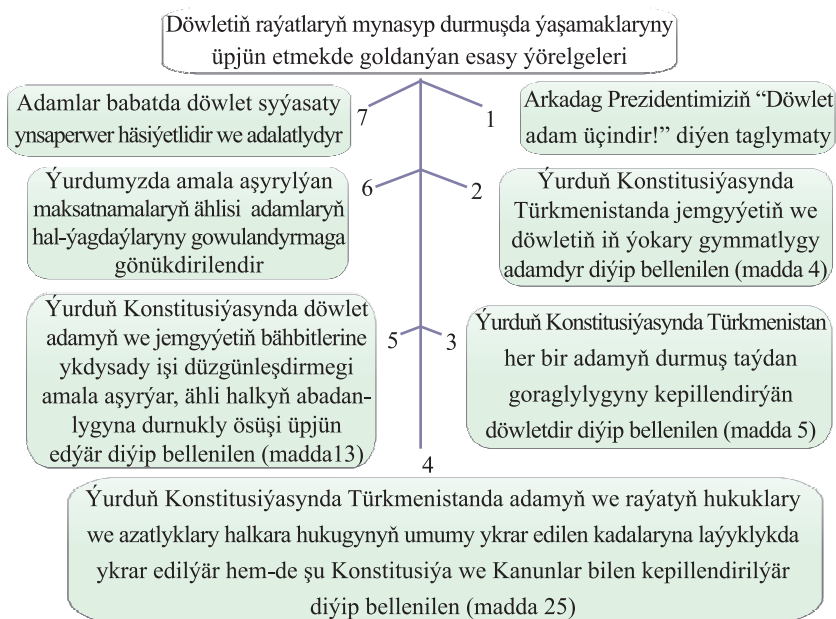 Döwletiň raýatlaryň mynasyp durmuşda ýaşamaklaryny
üpjün etmekde goldanýan esasy ýörelgeleri
1
Arkadag Prezidentimiziň “Döwlet
adam üçindir!” diýen taglymaty
2
Ýurduň Konstitusiýasynda
Türkmenistanda jemgyýetiň we
döwletiň iň ýokary gymmatlygy
adamdyr diýip bellenilen (madda 4)
3
Ýurduň Konstitusiýasynda Türkmenistan
her bir adamyň durmuş taýdan
goraglylygyny kepillendirýän
döwletdir diýip bellenilen (madda 5)
4
Ýurduň Konstitusiýasynda Türkmenistanda adamyň we raýatyň hukuklary
we azatlyklary halkara hukugynyň umumy ykrar edilen kadalaryna laýyklykda
ykrar edilýär hem-de şu Konstitusiýa we Kanunlar bilen kepillendirilýär
diýip bellenilen (madda 25)
5
Ýurduň Konstitusiýasynda döwlet
adamyň we jemgyýetiň bähbitlerine
ykdysady işi düzgünleşdirmegi
amala aşyrýar, ähli halkyň abadan-
lygyna durnukly ösüşi üpjün
edýär diýip bellenilen (madda13)
6
Ýurdumyzda amala aşyrylýan
maksatnamalaryň ählisi adamlaryň
hal-ýagdaýlaryny gowulandyrmaga
gönükdirilendir
7
Adamlar babatda döwlet syýasaty
ynsaperwer häsiýetlidir we adalatlydyr